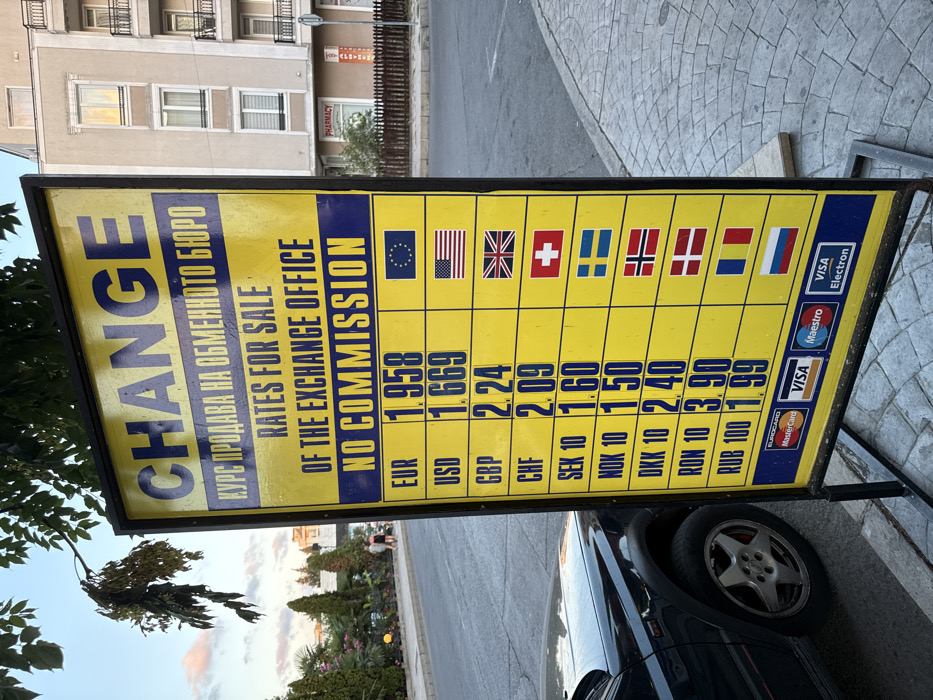 CHANGE
КУРС ПРОДАВА НА ОБМЕННОТО БЮРО
RATES FOR SALE
OF THE EXCHANGE OFFICE
NO COMMISSION
EUR 1.958
USD 1.669
GBP 2.24
CHF 2.09
SEK 10 1.60
NOK 10 1.50
DKK 10 2.40
RON 10 3.90
RUB 100 1.99
EUROCARD MasterCard VISA Maestro VISA Electron
PHARMACY